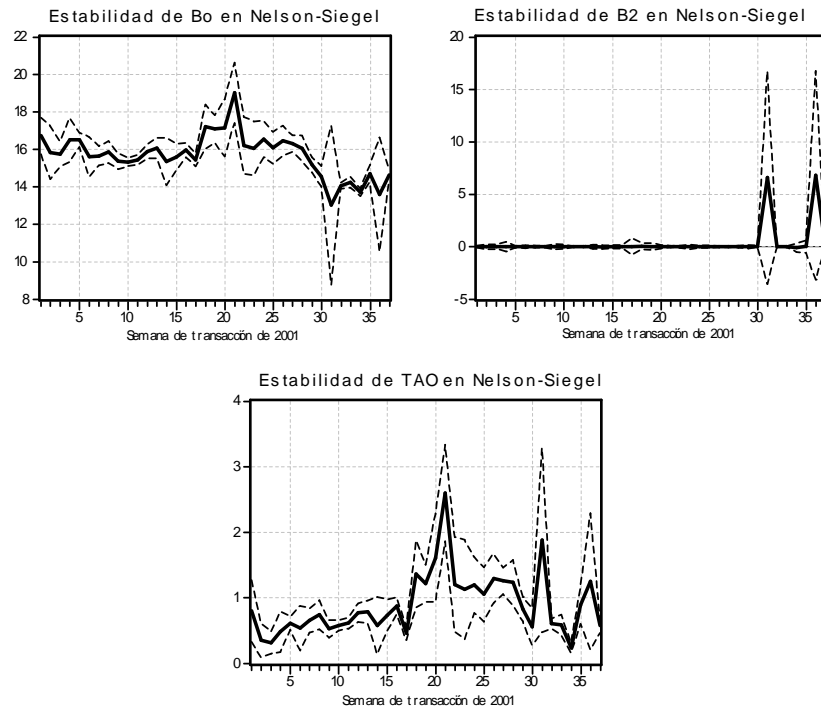 Estabilidad de Bo en Nelson-Siegel
22
20
18
16
14
12
10
8
5 10 15 20 25 30 35
Semana de transacción de 2001
Estabilidad de B2 en Nelson-Siegel
20
15
10
5
0
-5
5 10 15 20 25 30 35
Semana de transacción de 2001
Estabilidad de TAO en Nelson-Siegel
4
3
2
1
0
5 10 15 20 25 30 35
Semana de transacción de 2001